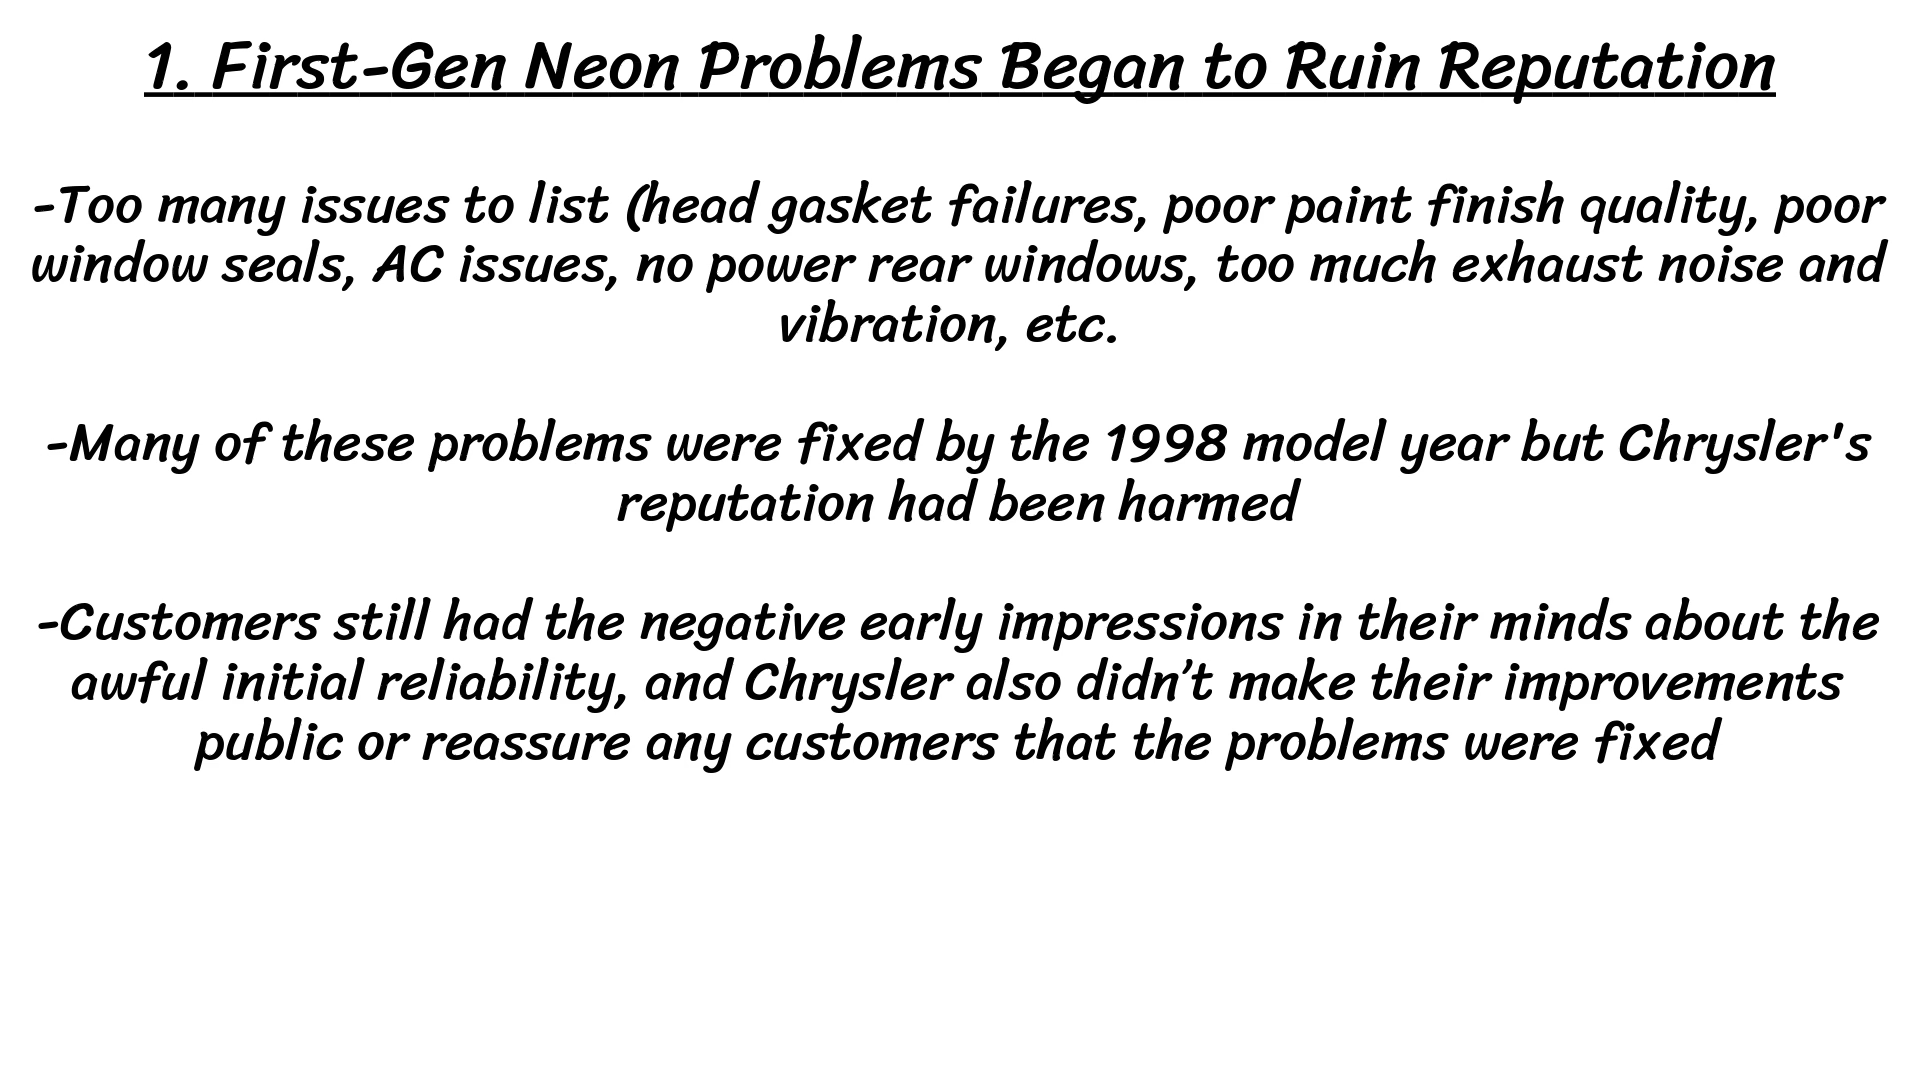 1. First-Gen Neon Problems Began to Ruin Reputation
-Too many issues to list (head gasket failures, poor paint finish quality, poor
window seals, AC issues, no power rear windows, too much exhaust noise and
vibration, etc.
-Many of these problems were fixed by the 1998 model year but Chrysler's
reputation had been harmed
-Customers still had the negative early impressions in their minds about the
awful initial reliability, and Chrysler also didn’t make their improvements
public or reassure any customers that the problems were fixed